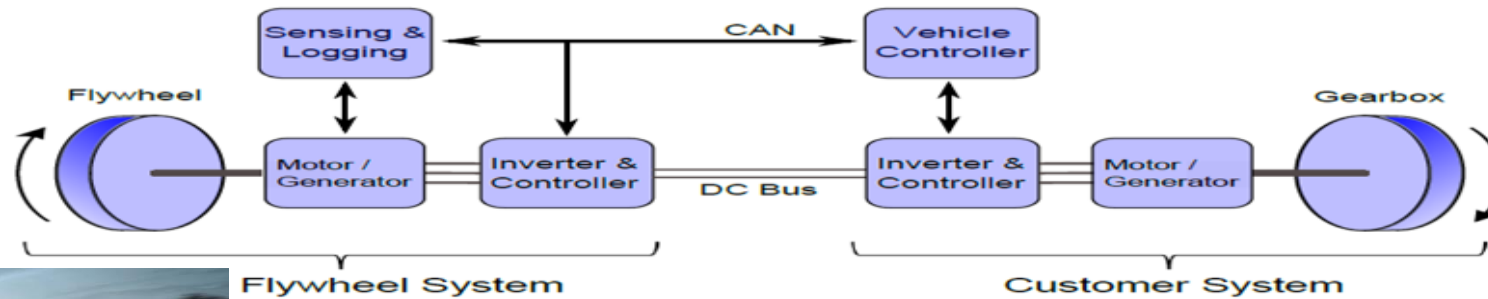 Sensing &
Logging
CAN
Vehicle
Controller
Flywheel
Gearbox
Motor /
Generator
Inverter &
Controller
DC Bus
Inverter &
Controller
Motor /
Generator
Flywheel System
Customer System